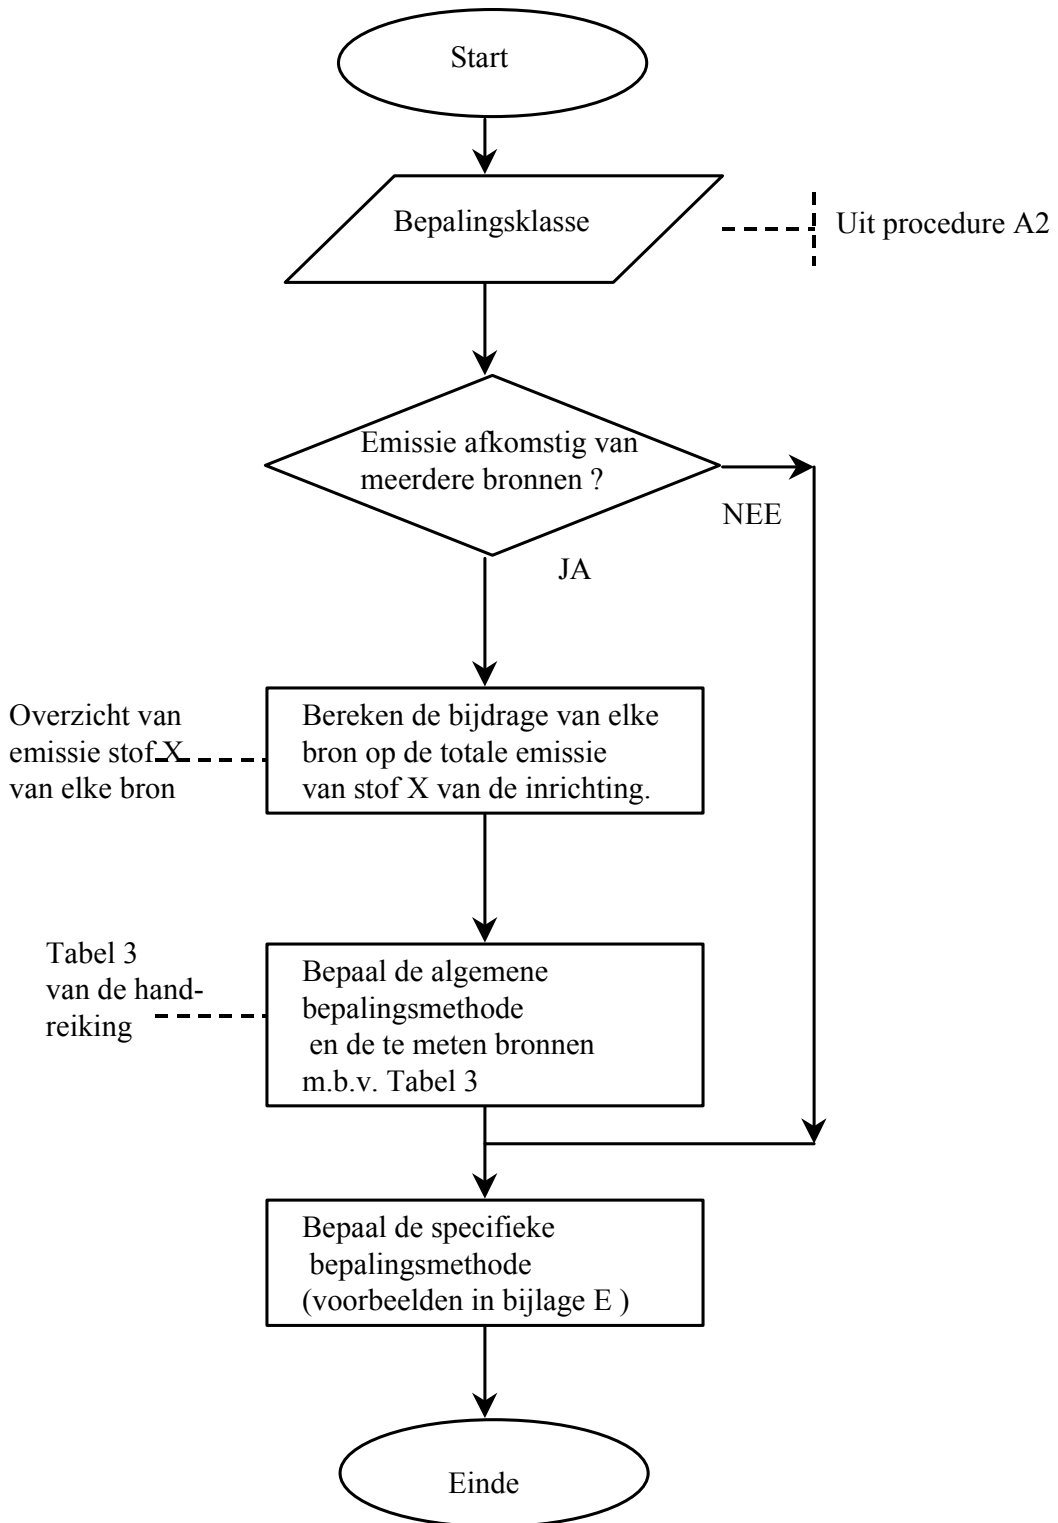 Start
Bepalingsklasse
Uit procedure A2
Emissie afkomstig van
meerdere bronnen ?
NEE
JA
Overzicht van
emissie stof X
van elke bron
Bereken de bijdrage van elke
bron op de totale emissie
van stof X van de inrichting.
Tabel 3
van de hand-
reiking
Bepaal de algemene
bepalingsmethode
en de te meten bronnen
m.b.v. Tabel 3
Bepaal de specifieke
bepalingsmethode
(voorbeelden in bijlage E )
Einde